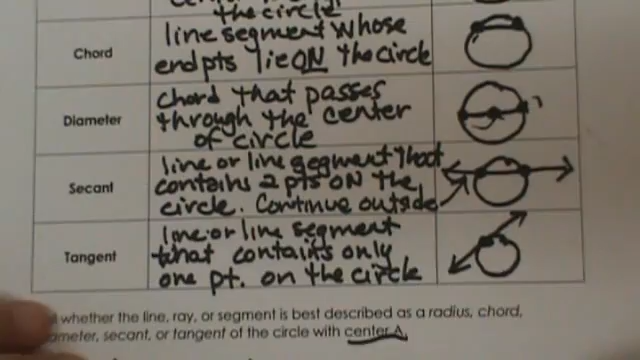 the circle
Chord
line segment whose
endpts lie ON the circle
Diameter
chord that passes
through the center
of circle
Secant
line or line segment that
contains 2 pts ON the
circle. Continue outside
Tangent
line or line segment
that contains only
one pt. on the circle
whether the line, ray, or segment is best described as a radius, chord,
diameter, secant, or tangent of the circle with center A.